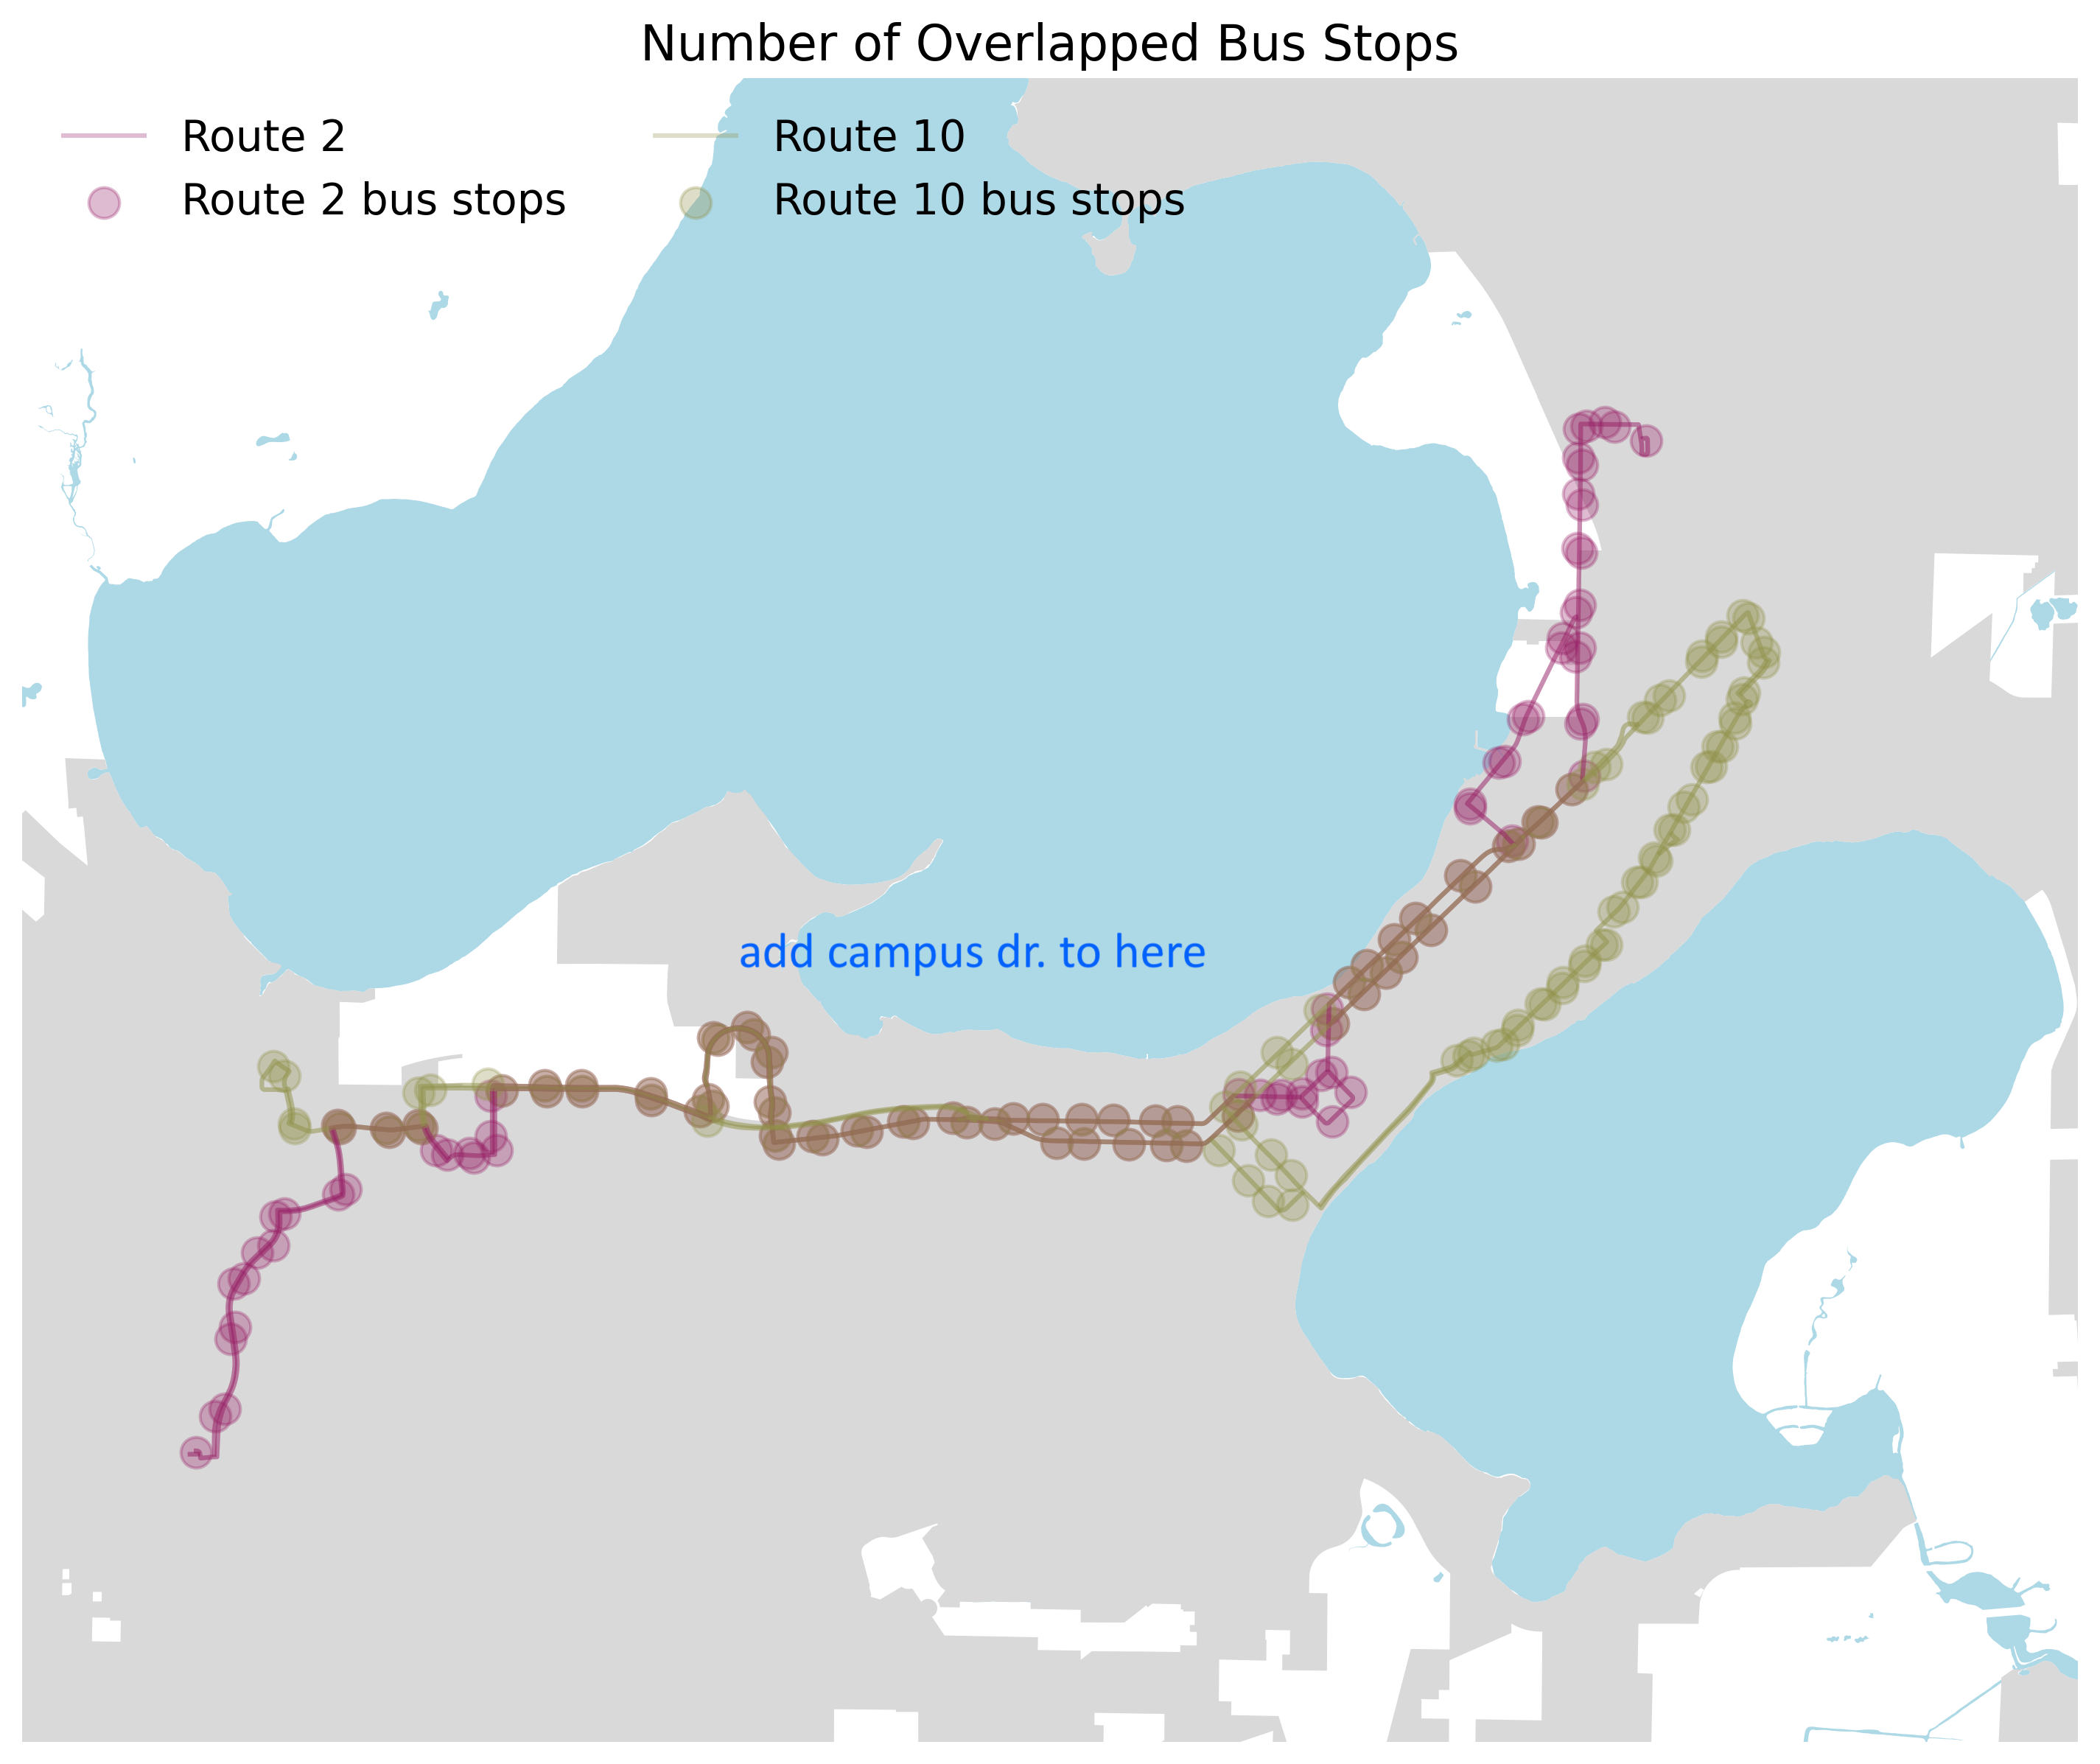 Number of Overlapped Bus Stops
Route 2
Route 2 bus stops
Route 10
Route 10 bus stops
add campus dr. to here